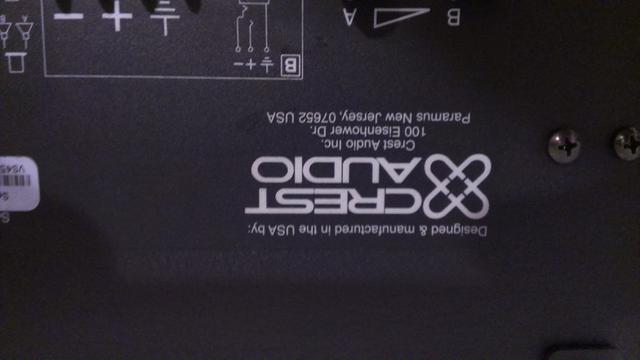 Designed & manufactured in the USA by:
CREST
AUDIO
Crest Audio Inc.
100 Eisenhower Dr.
Paramus New Jersey, 07652 USA
B
+ -
B A
+ -
A
B